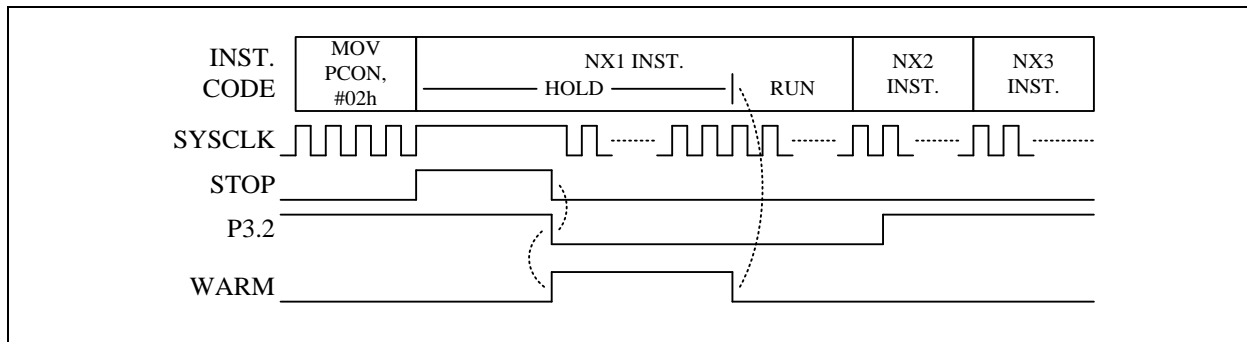 INST. CODE
MOV
PCON,
#02h
NX1 INST.
HOLD
RUN
NX2
INST.
NX3
INST.
SYSCLK
STOP
P3.2
WARM